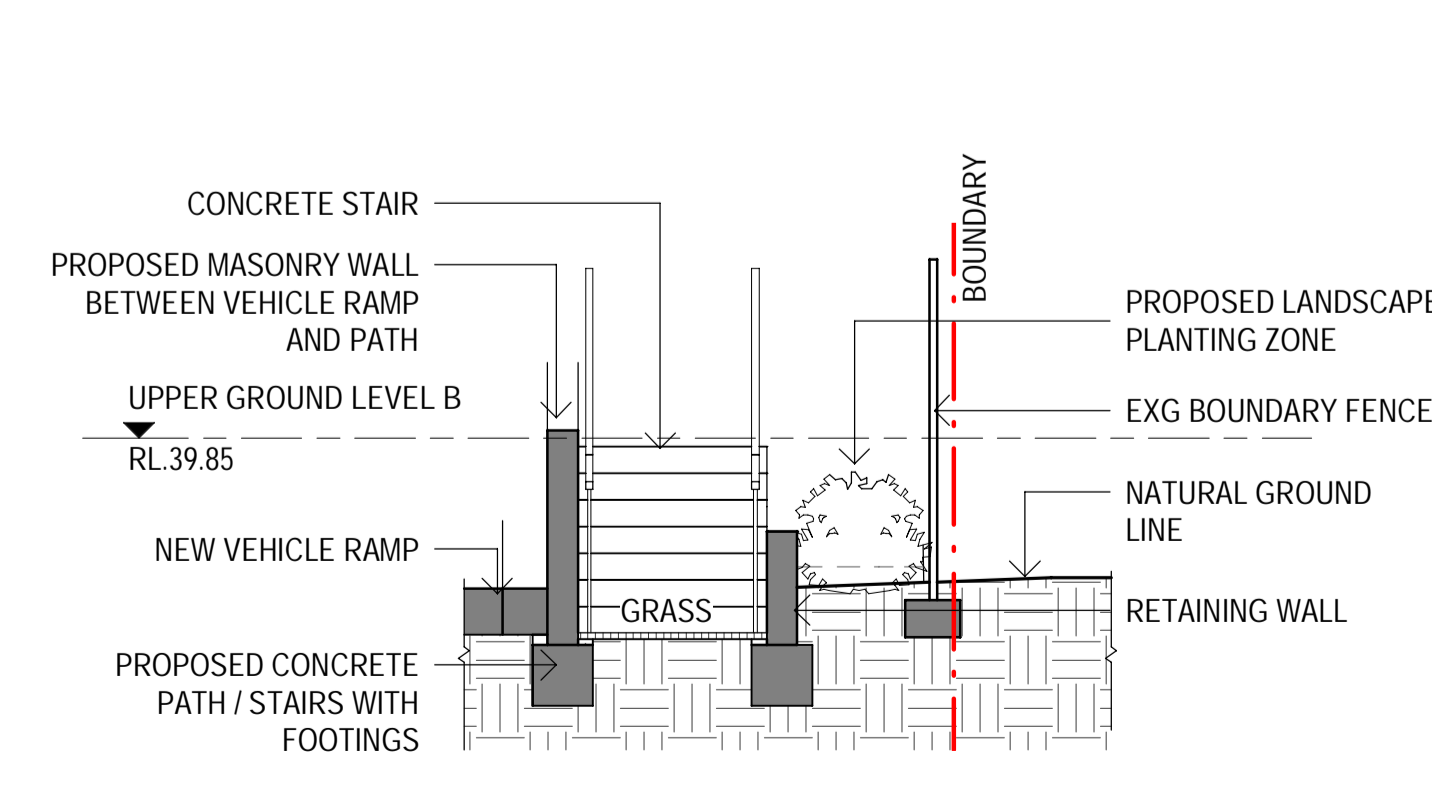 CONCRETE STAIR
PROPOSED MASONRY WALL
BETWEEN VEHICLE RAMP
AND PATH
UPPER GROUND LEVEL B
RL.39.85
NEW VEHICLE RAMP
PROPOSED CONCRETE
PATH / STAIRS WITH
FOOTINGS
GRASS
BOUNDARY
PROPOSED LANDSCAPE
PLANTING ZONE
EXG BOUNDARY FENCE
NATURAL GROUND
LINE
RETAINING WALL